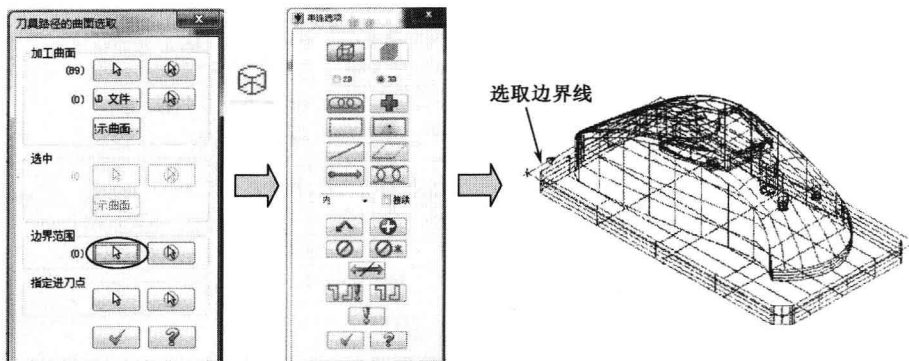 刀具路径的曲面选取
加工曲面
(89)
(0)
文件
示曲面
选中
示曲面
边界范围
(0)
指定进刀点
串连选项
2D
3D
内
接续
选取边界线